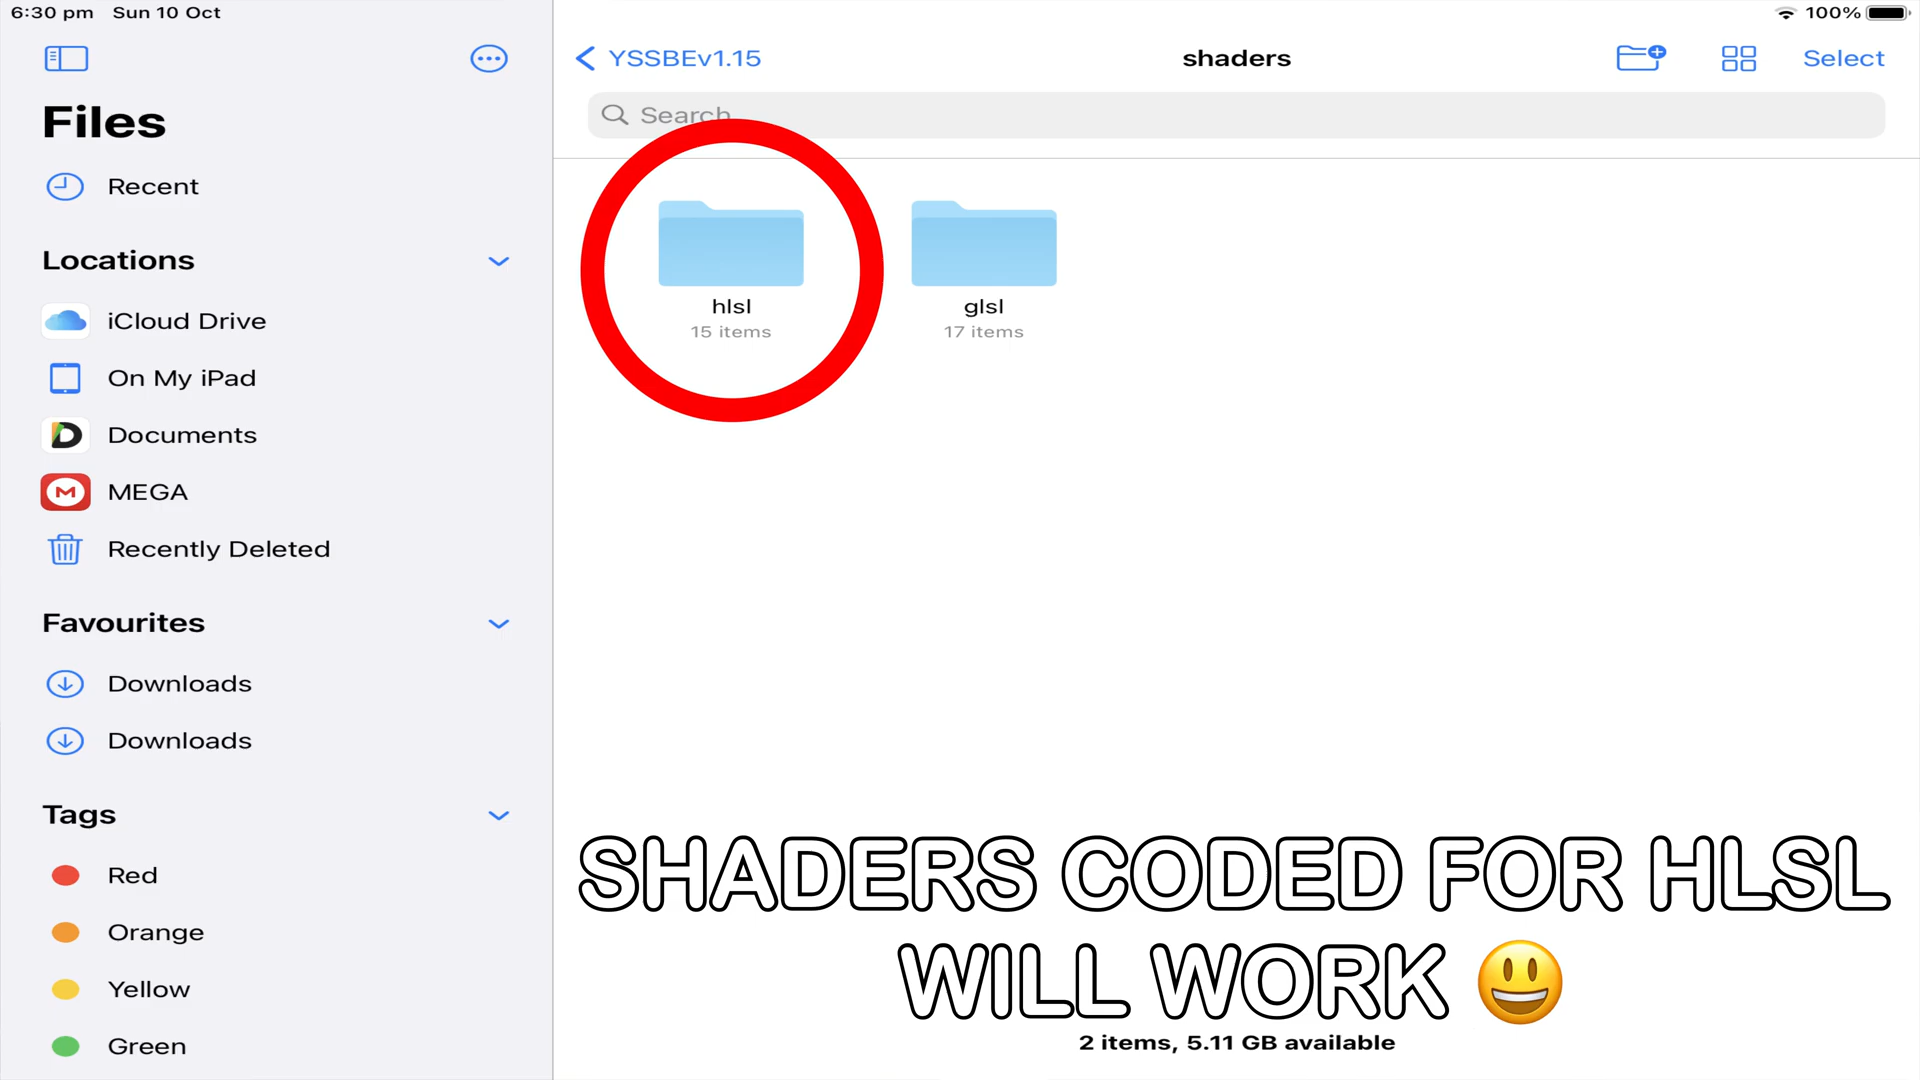 6:30 pm Sun 10 Oct
100%
Files
Recent
Locations
iCloud Drive
On My iPad
Documents
MEGA
Recently Deleted
Favourites
Downloads
Downloads
Tags
Red
Orange
Yellow
Green
YSSBEv1.15
shaders
Select
Search
hlsl
15 items
glsl
17 items
SHADERS CODED FOR HLSL
WILL WORK 😃
2 items, 5.11 GB available